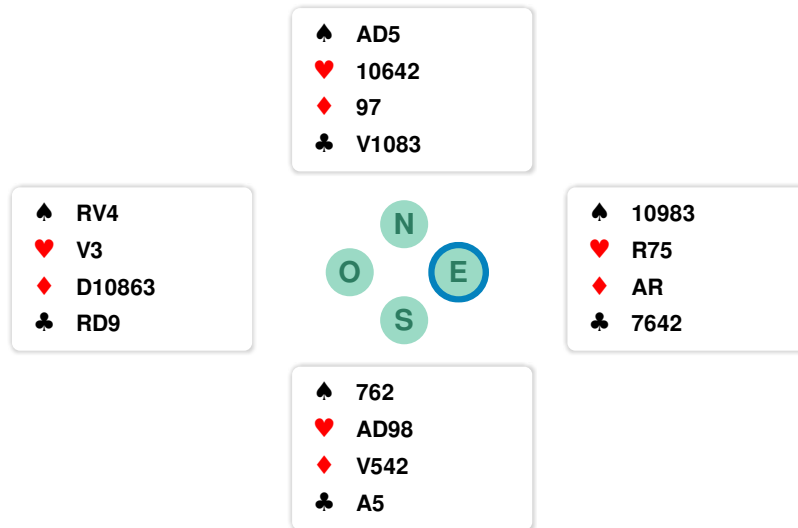 ♠ AD5
♥ 10642
♦ 97
♣ V1083
♠ RV4
♥ V3
♦ D10863
♣ RD9
N
O E
S
♠ 10983
♥ R75
♦ AR
♣ 7642
♠ 762
♥ AD98
♦ V542
♣ A5